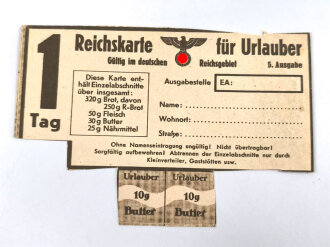 Reichskarte für Urlauber
Gültig im deutschen Reichsgebiet 5. Ausgabe
1
Tag
Diese Karte ent-
hält Einzelabschnitte
über insgesamt:
320 g Brot, davon
250 g R-Brot
50 g Fleisch
30 g Butter
25 g Nährmittel
Ausgabestelle: EA:
Name:
Wohnort:
Straße:
Ohne Namenseintragung ungültig! Nicht übertragbar!
Sorgfältig aufbewahren! Abtrennen der Einzelabschnitte nur durch
Kleinverteiler, Gaststätten usw.
Urlauber Urlauber
10g 10g
Butter Butter